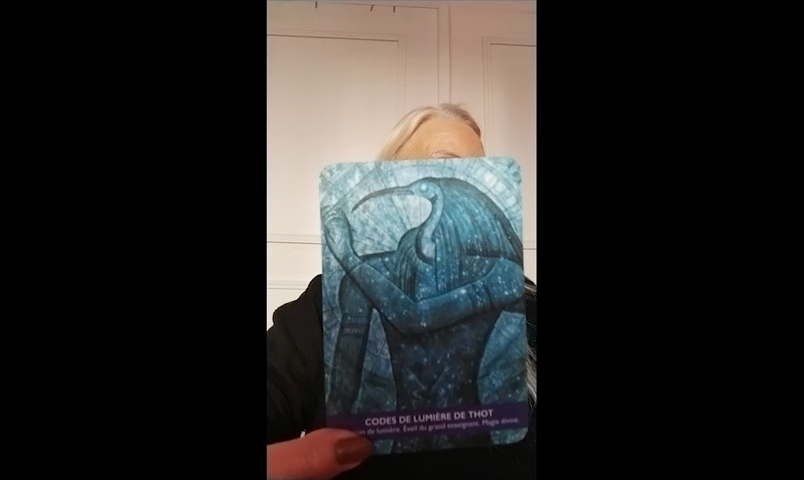 CODES DE LUMIÈRE DE THOT
de lumière. Éveil du grand enseignant. Magie divine.